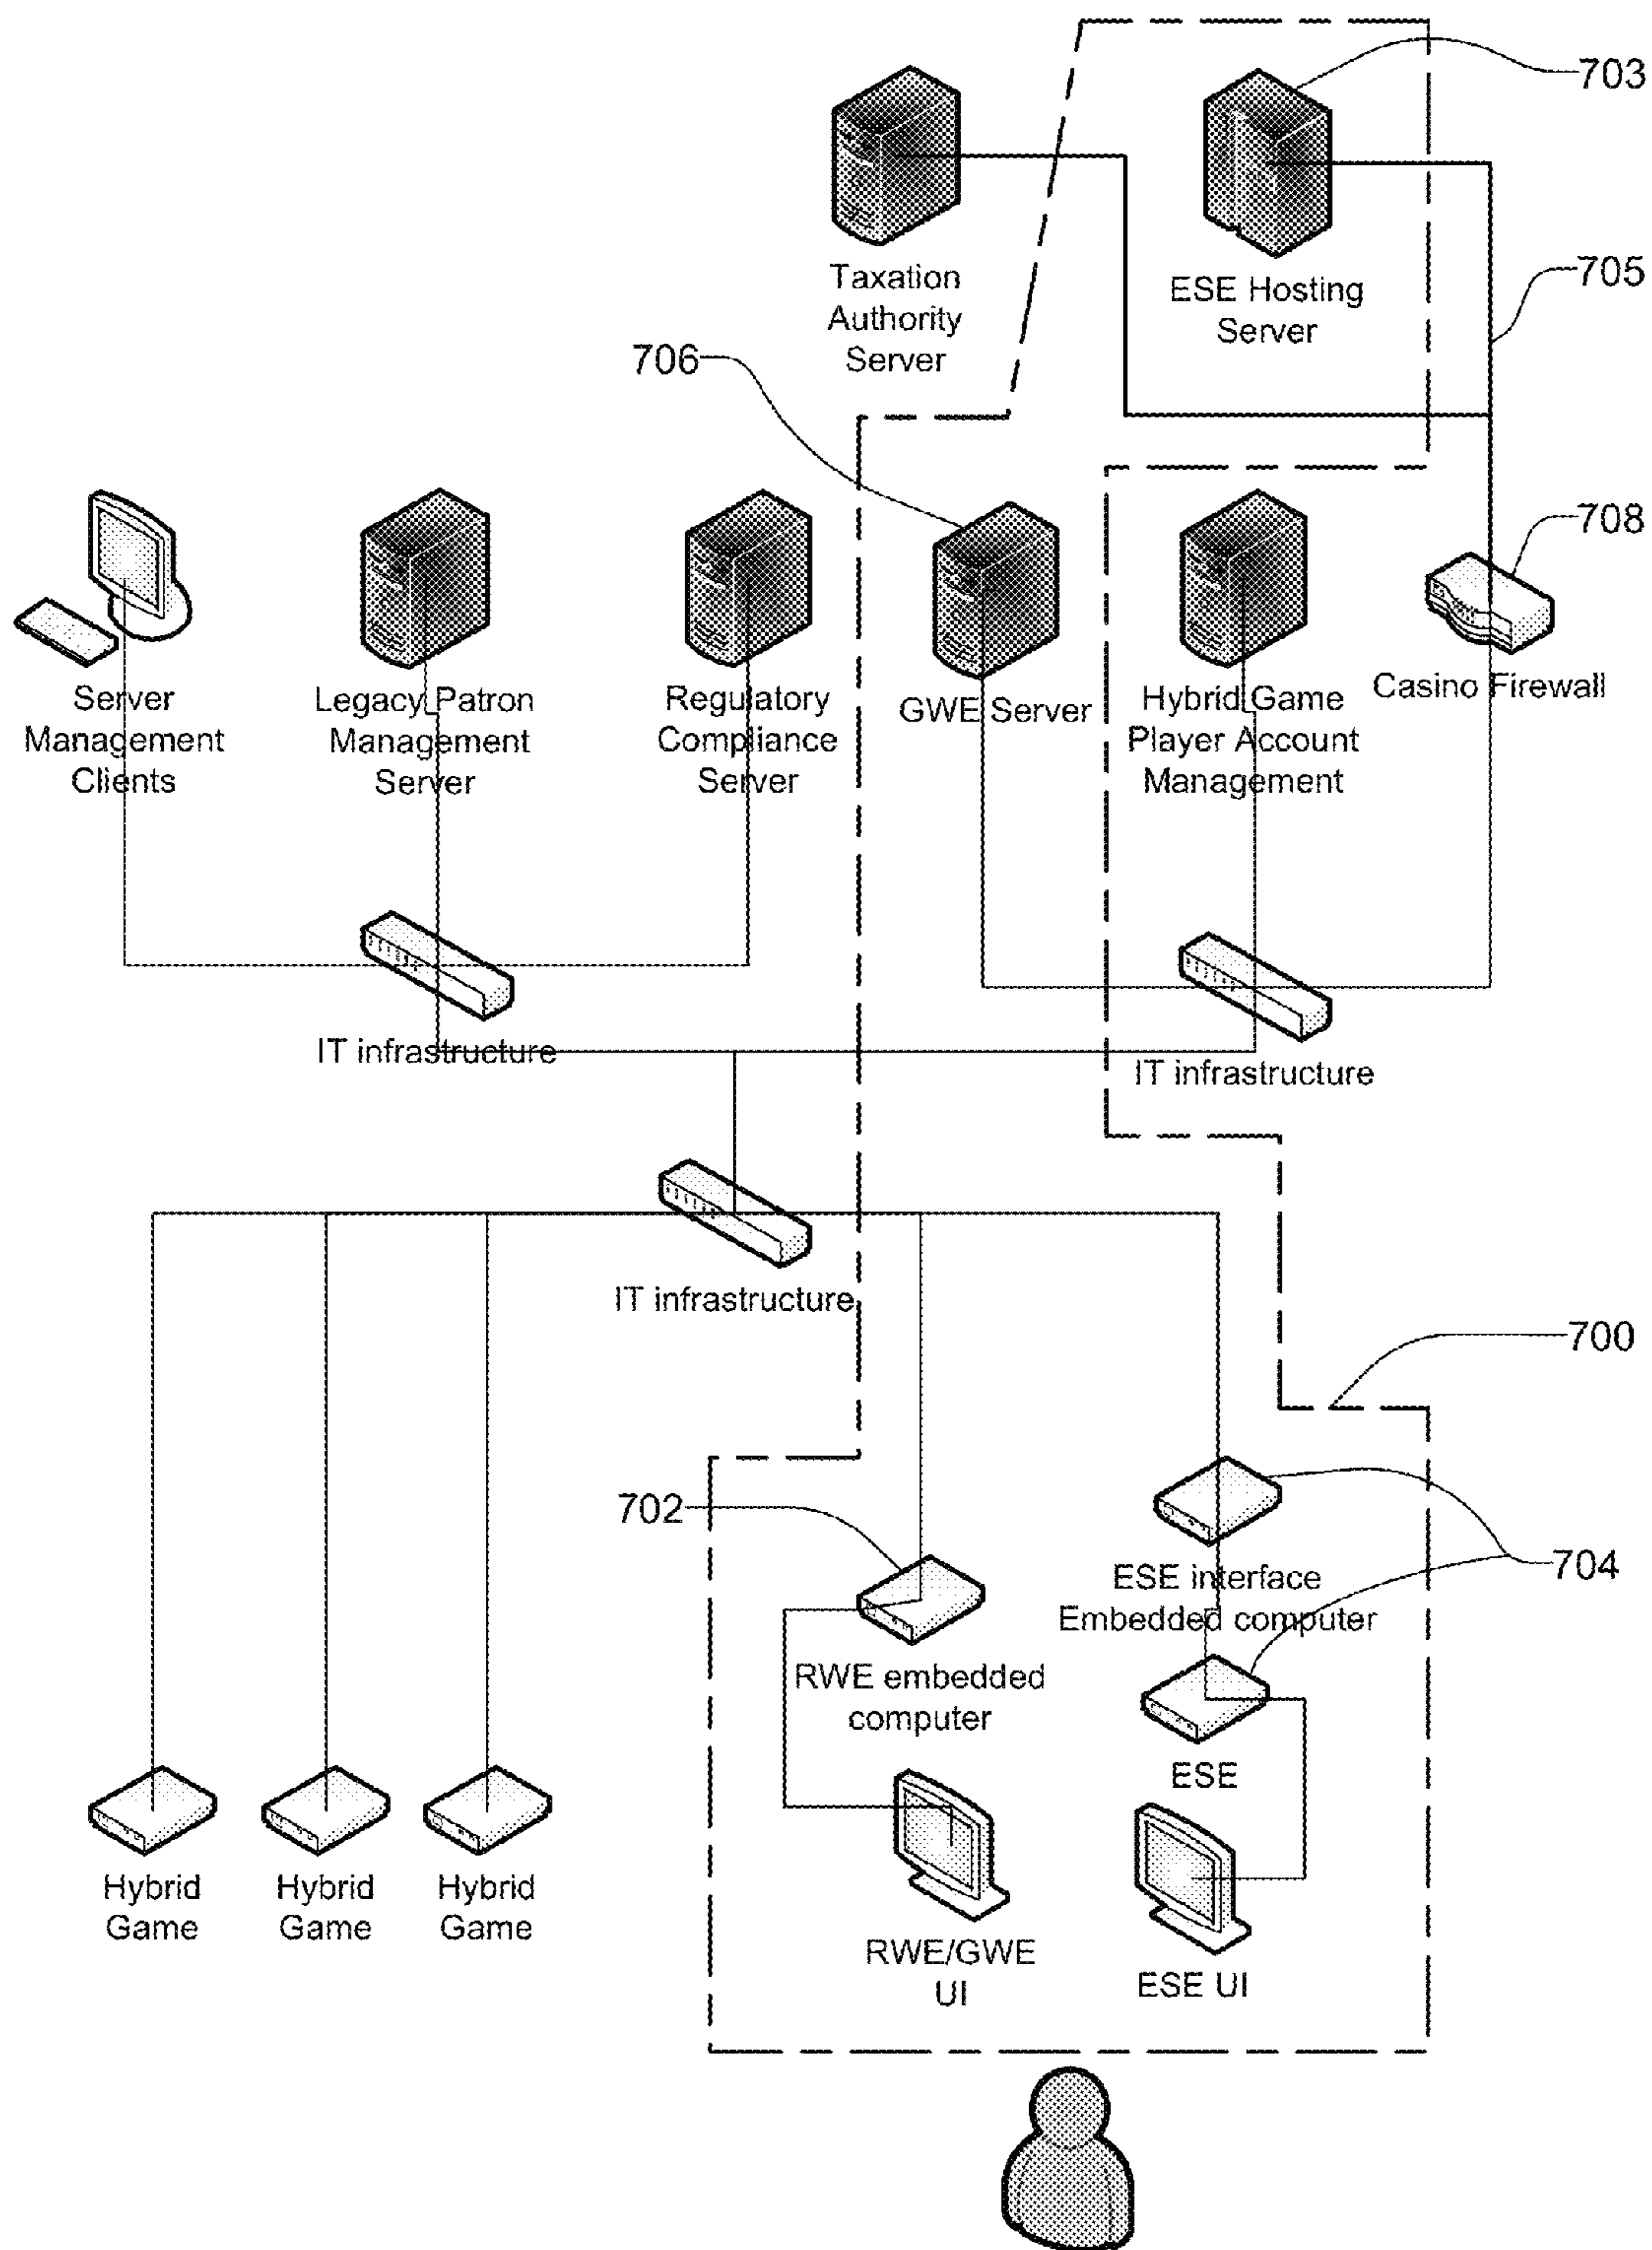 703
Taxation
Authority
Server
ESE Hosting
Server
705
706
708
Server
Management
Clients
Legacy Patron
Management
Server
Regulatory
Compliance
Server
GWE Server
Hybrid Game
Player Account
Management
Casino Firewall
IT infrastructure
IT infrastructure
IT infrastructure
700
702
704
ESE interface
Embedded computer
RWE embedded
computer
ESE
Hybrid
Game
Hybrid
Game
Hybrid
Game
RWE/GWE
UI
ESE UI